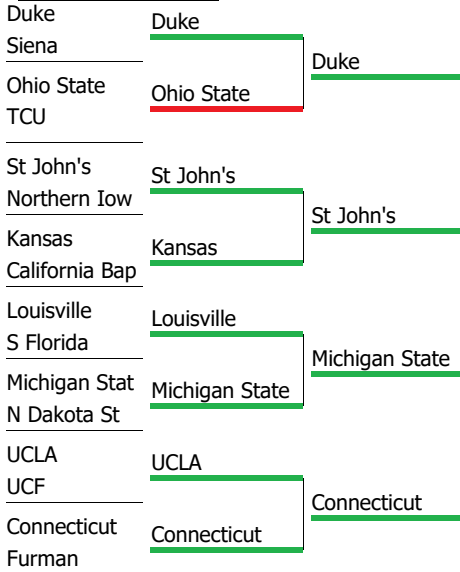 Duke
Siena
Ohio State
TCU
St John's
Northern Iow
Kansas
California Bap
Louisville
S Florida
Michigan Stat
N Dakota St
UCLA
UCF
Connecticut
Furman
Duke
Ohio State
St John's
Kansas
Louisville
Michigan State
UCLA
Connecticut
Duke
St John's
Michigan State
Connecticut